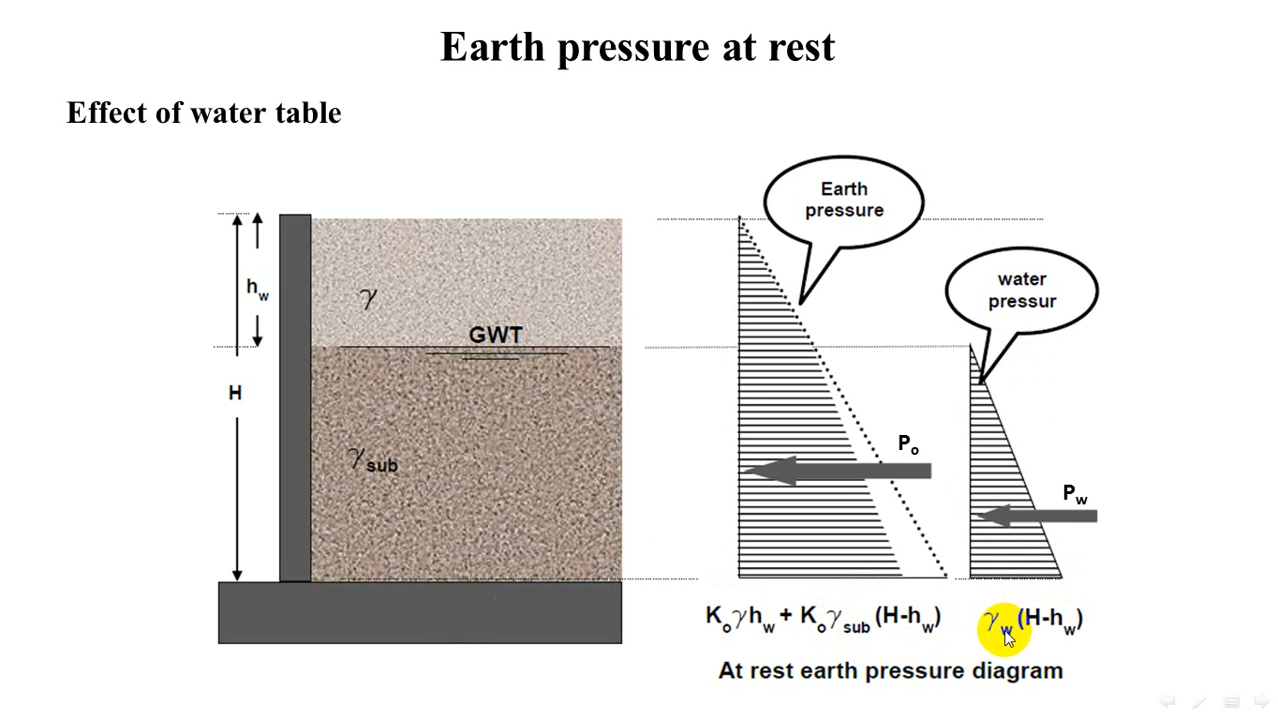 Earth pressure at rest
Effect of water table
Earth
pressure
water
pressur
h_w
γ
GWT
H
γ_sub
P_o
P_w
K_oγh_w + K_oγ_sub (H-h_w)
γ_w (H-h_w)
At rest earth pressure diagram